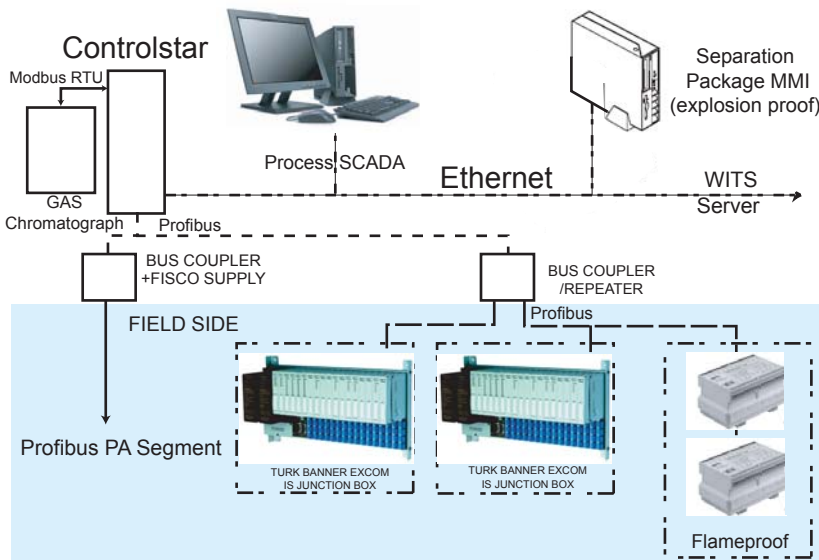 Controlstar
Modbus RTU
GAS
Chromatograph
Process SCADA
Ethernet
Separation
Package MMI
(explosion proof)
WITS
Server
Profibus
BUS COUPLER
+FISCO SUPPLY
BUS COUPLER
/REPEATER
Profibus
FIELD SIDE
Profibus PA Segment
TURK BANNER EXCOM
IS JUNCTION BOX
TURK BANNER EXCOM
IS JUNCTION BOX
Flameproof